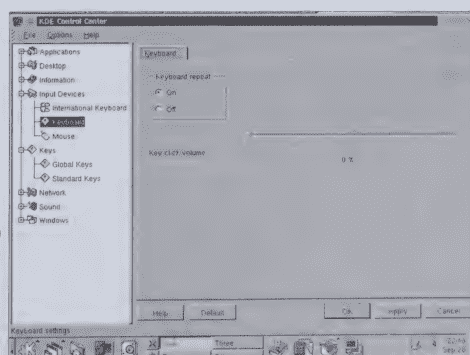 KDE Control Center
File Options Help
Applications
Desktop
Information
Input Devices
International Keyboard
Keyboard
Mouse
Keys
Global Keys
Standard Keys
Network
Sound
Windows
Keyboard
Keyboard repeat
On
Off
Key click volume
0 %
Help Default OK Apply Cancel
Keyboard settings
Three